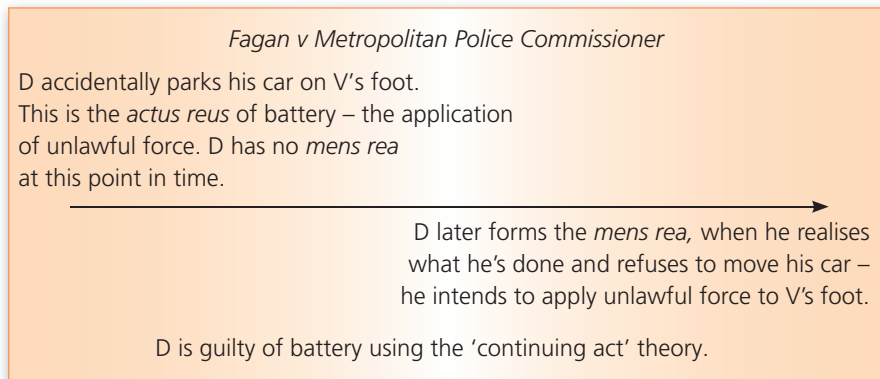 Fagan v Metropolitan Police Commissioner
D accidentally parks his car on V's foot.
This is the actus reus of battery – the application
of unlawful force. D has no mens rea
at this point in time.
D later forms the mens rea, when he realises
what he's done and refuses to move his car –
he intends to apply unlawful force to V's foot.
D is guilty of battery using the 'continuing act' theory.